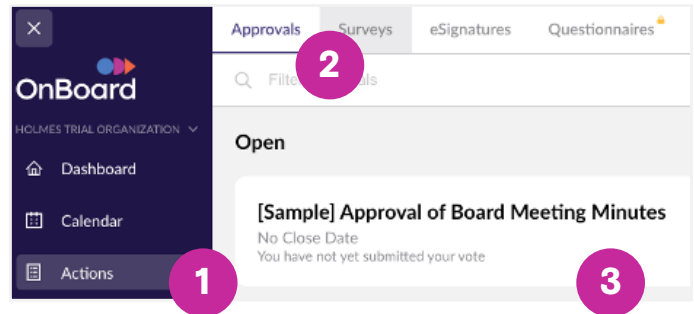 Approvals Surveys eSignatures Questionnaires
2
OnBoard
HOLMES TRIAL ORGANIZATION
Open
Dashboard
[Sample] Approval of Board Meeting Minutes
Calendar
No Close Date
You have not yet submitted your vote
Actions
1
3